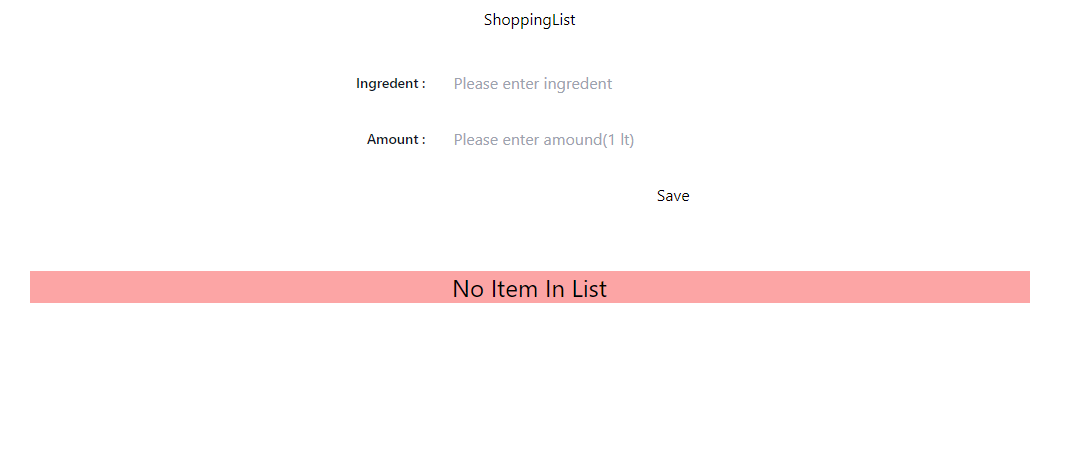 ShoppingList
Ingredent :
Please enter ingredent
Amount :
Please enter amound(1 lt)
Save
No Item In List